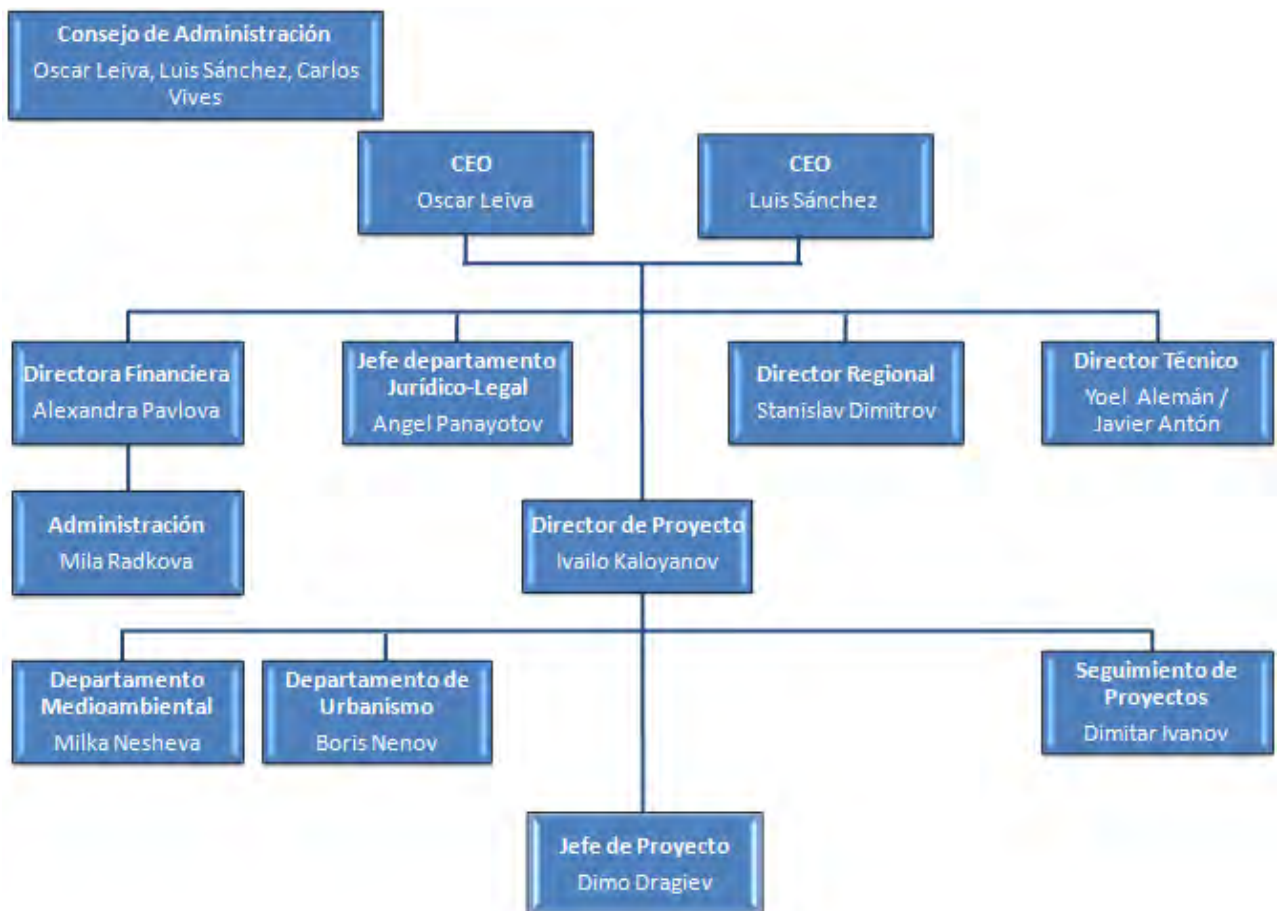 Consejo de Administración
Oscar Leiva, Luis Sánchez, Carlos
Vives
CEO
Oscar Leiva
CEO
Luis Sánchez
Directora Financiera
Alexandra Pavlova
Jefe departamento
Jurídico-Legal
Angel Panayotov
Director Regional
Stanislav Dimitrov
Director Técnico
Yoel Alemán /
Javier Antón
Administración
Mila Radkova
Director de Proyecto
Ivailo Kaloyanov
Departamento
Medioambiental
Milka Nesheva
Departamento de
Urbanismo
Boris Nenov
Seguimiento de
Proyectos
Dimitar Ivanov
Jefe de Proyecto
Dimo Dragiev